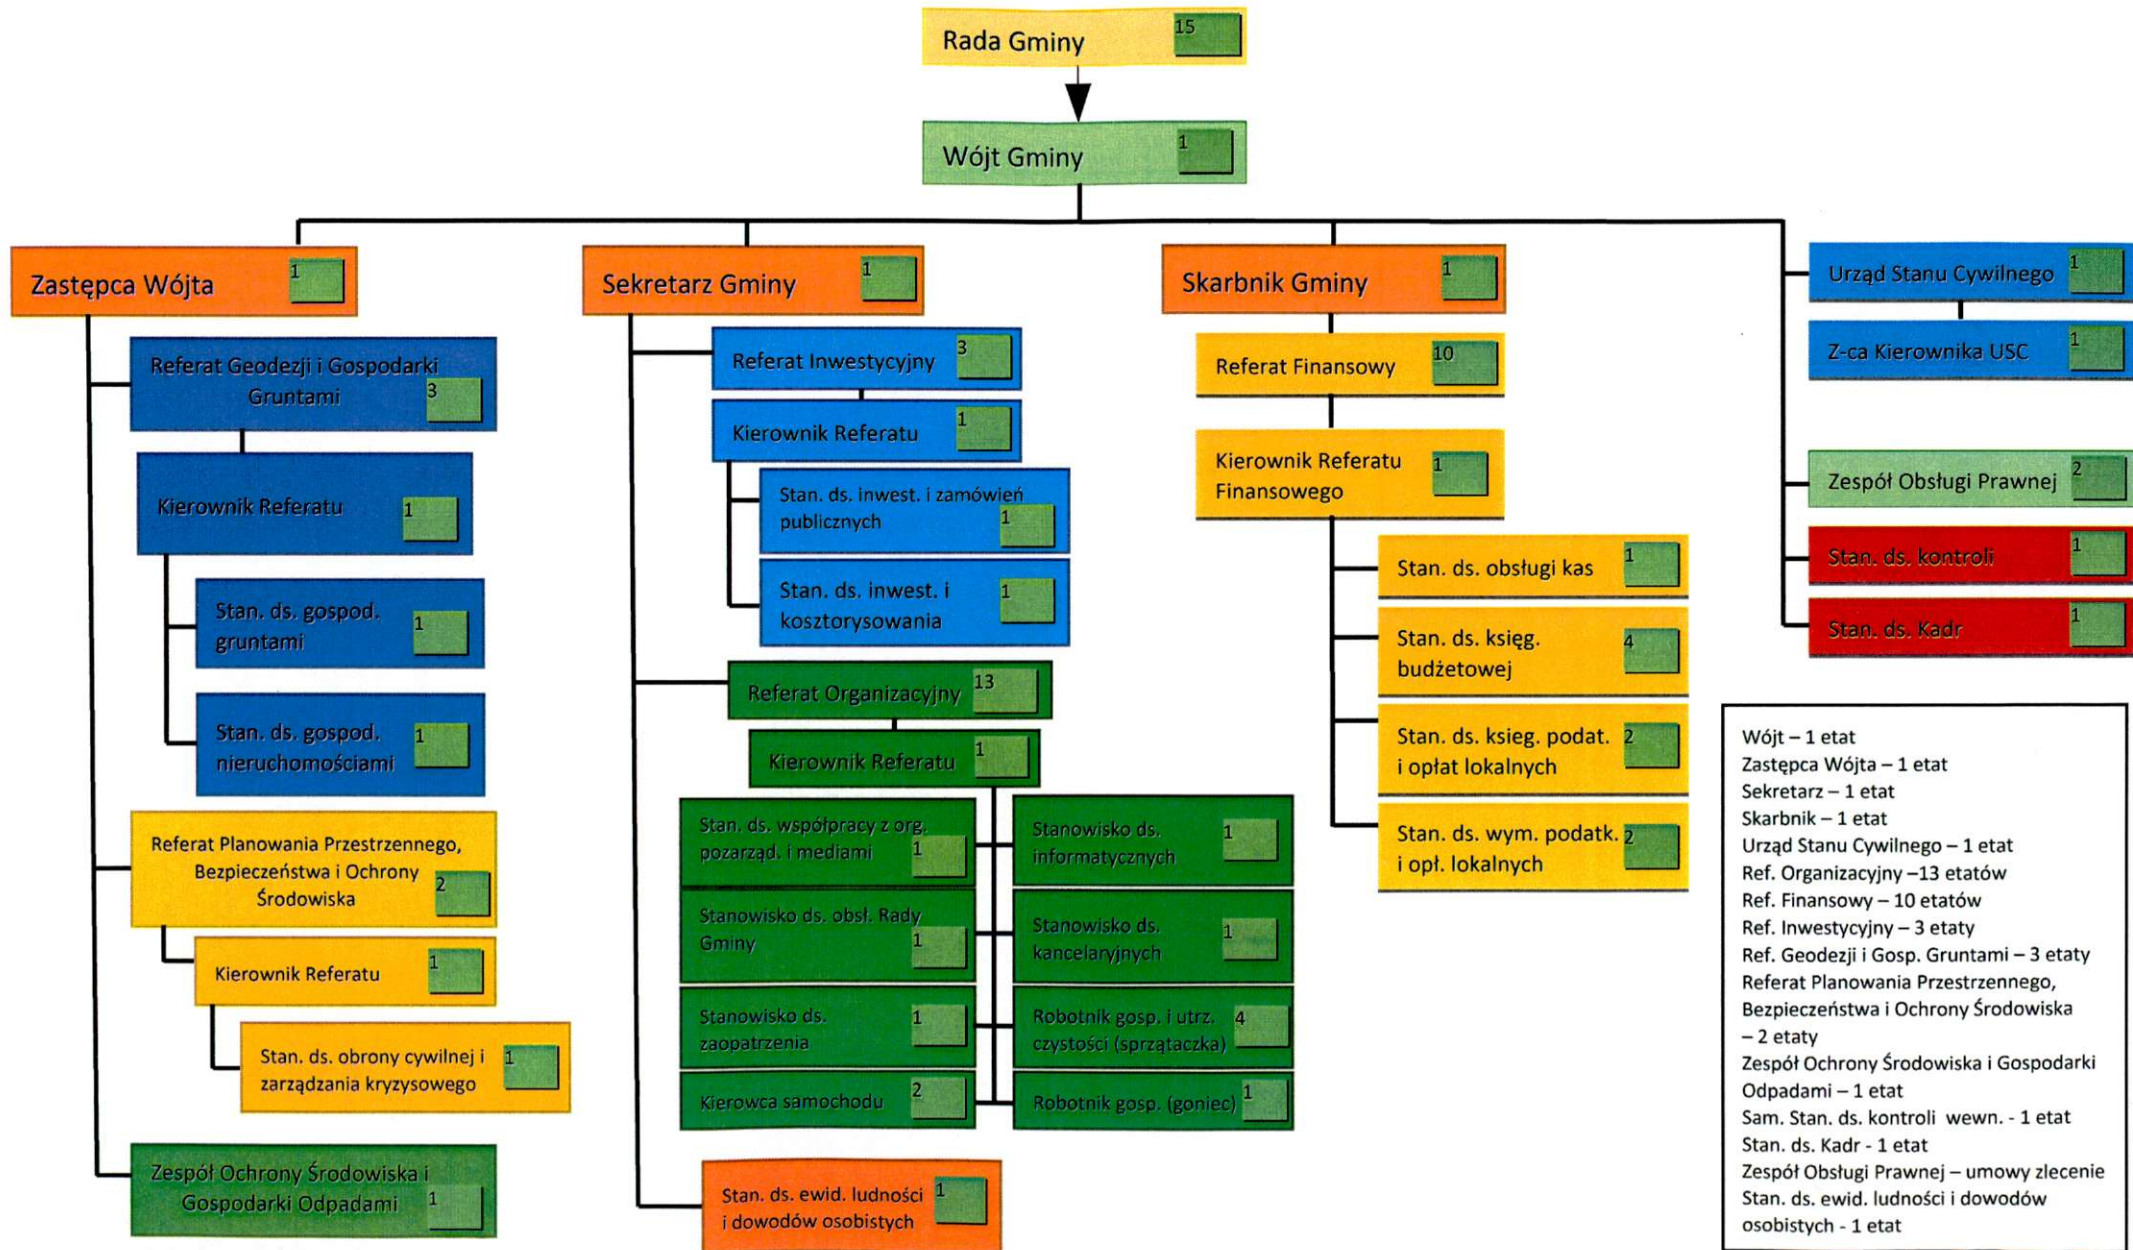 Rada Gminy 15
Wójt Gminy 1
Zastępca Wójta 1
Referat Geodezji i Gospodarki
Gruntami 3
Kierownik Referatu 1
Stan. ds. gospod.
gruntami 1
Stan. ds. gospod.
nieruchomościami 1
Referat Planowania Przestrzennego,
Bezpieczeństwa i Ochrony
Środowiska 2
Kierownik Referatu 1
Stan. ds. obrony cywilnej i
zarządzania kryzysowego 1
Zespół Ochrony Środowiska i
Gospodarki Odpadami 1
Sekretarz Gminy 1
Referat Inwestycyjny 3
Kierownik Referatu 1
Stan. ds. inwest. i zamówień
publicznych 1
Stan. ds. inwest. i
kosztorysowania 1
Referat Organizacyjny 13
Kierownik Referatu 1
Stan. ds. współpracy z org.
pozarząd. i mediami 1
Stanowisko ds.
informatycznych 1
Stanowisko ds. obsł. Rady
Gminy 1
Stanowisko ds.
kancelaryjnych 1
Stanowisko ds.
zaopatrzenia 1
Robotnik gosp. i utrz.
czystości (sprzątaczka) 4
Kierowca samochodu 2
Robotnik gosp. (goniec) 1
Stan. ds. ewid. ludności
i dowodów osobistych 1
Skarbnik Gminy 1
Referat Finansowy 10
Kierownik Referatu
Finansowego 1
Stan. ds. obsługi kas 1
Stan. ds. księg.
budżetowej 4
Stan. ds. ksieg. podat.
i opłat lokalnych 2
Stan. ds. wym. podatk.
i opł. lokalnych 2
Urząd Stanu Cywilnego 1
Z-ca Kierownika USC 1
Zespół Obsługi Prawnej 2
Stan. ds. kontroli 1
Stan. ds. Kadr 1
Wójt – 1 etat
Zastępca Wójta – 1 etat
Sekretarz – 1 etat
Skarbnik – 1 etat
Urząd Stanu Cywilnego – 1 etat
Ref. Organizacyjny –13 etatów
Ref. Finansowy – 10 etatów
Ref. Inwestycyjny – 3 etaty
Ref. Geodezji i Gosp. Gruntami – 3 etaty
Referat Planowania Przestrzennego,
Bezpieczeństwa i Ochrony Środowiska
– 2 etaty
Zespół Ochrony Środowiska i Gospodarki
Odpadami – 1 etat
Sam. Stan. ds. kontroli wewn. - 1 etat
Stan. ds. Kadr - 1 etat
Zespół Obsługi Prawnej – umowy zlecenie
Stan. ds. ewid. ludności i dowodów
osobistych - 1 etat